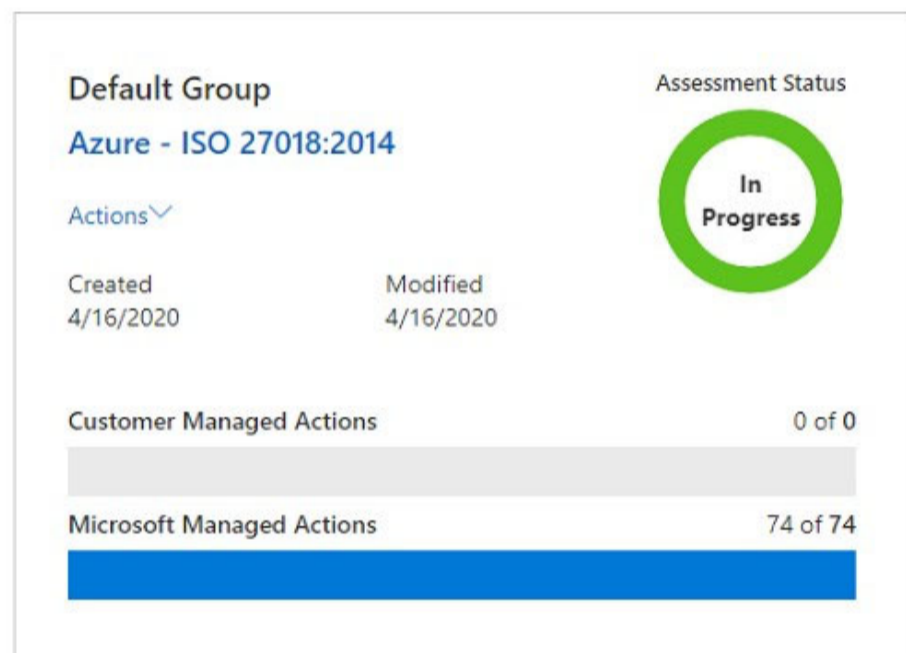 Default Group
Assessment Status
Azure - ISO 27018:2014
In
Progress
Actions
Created
Modified
4/16/2020
4/16/2020
Customer Managed Actions
0 of 0
Microsoft Managed Actions
74 of 74